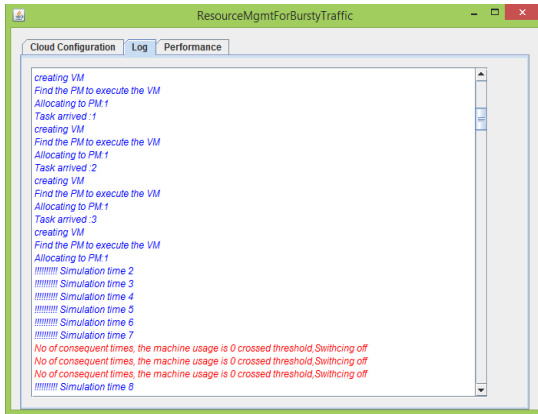 ResourceMgmtForBurstyTraffic
Cloud Configuration Log Performance
creating VM
Find the PM to execute the VM
Allocating to PM:1
Task arrived :1
creating VM
Find the PM to execute the VM
Allocating to PM:1
Task arrived :2
creating VM
Find the PM to execute the VM
Allocating to PM:1
Task arrived :3
creating VM
Find the PM to execute the VM
Allocating to PM:1
!!!!!!!!!! Simulation time 2
!!!!!!!!!! Simulation time 3
!!!!!!!!!! Simulation time 4
!!!!!!!!!! Simulation time 5
!!!!!!!!!! Simulation time 6
!!!!!!!!!! Simulation time 7
No of consequent times, the machine usage is 0 crossed threshold,Swithcing off
No of consequent times, the machine usage is 0 crossed threshold,Swithcing off
No of consequent times, the machine usage is 0 crossed threshold,Swithcing off
!!!!!!!!!! Simulation time 8